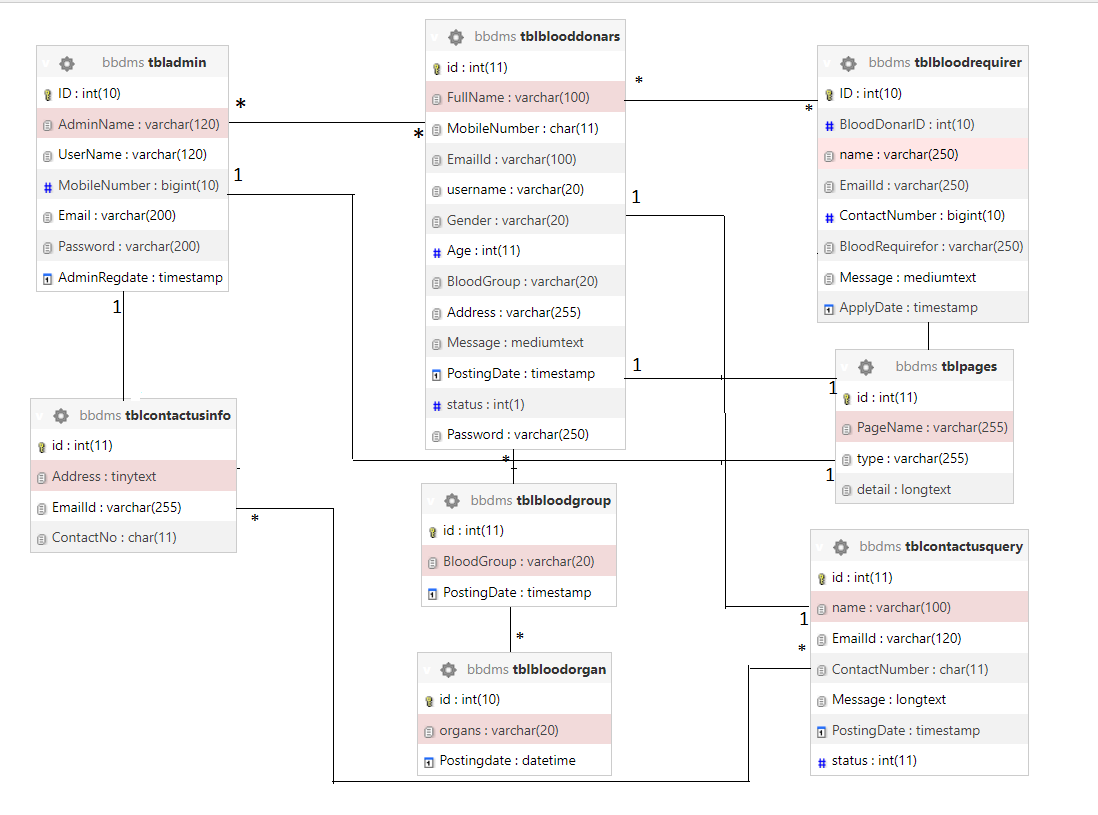 bbdms tbladmin
ID : int(10)
AdminName : varchar(120)
UserName : varchar(120)
MobileNumber : bigint(10)
Email : varchar(200)
Password : varchar(200)
AdminRegdate : timestamp
*
*
1
1
bbdms tblblooddonars
id : int(11)
FullName : varchar(100)
MobileNumber : char(11)
EmailId : varchar(100)
username : varchar(20)
Gender : varchar(20)
Age : int(11)
BloodGroup : varchar(20)
Address : varchar(255)
Message : mediumtext
PostingDate : timestamp
status : int(1)
Password : varchar(250)
*
*
1
1
*
bbdms tblbloodrequirer
ID : int(10)
BloodDonarID : int(10)
name : varchar(250)
EmailId : varchar(250)
ContactNumber : bigint(10)
BloodRequirefor : varchar(250)
Message : mediumtext
ApplyDate : timestamp
bbdms tblpages
id : int(11)
PageName : varchar(255)
type : varchar(255)
detail : longtext
1
1
bbdms tblcontactusinfo
id : int(11)
Address : tinytext
EmailId : varchar(255)
ContactNo : char(11)
*
bbdms tblbloodgroup
id : int(11)
BloodGroup : varchar(20)
PostingDate : timestamp
*
bbdms tblbloodorgan
id : int(10)
organs : varchar(20)
Postingdate : datetime
bbdms tblcontactusquery
id : int(11)
name : varchar(100)
EmailId : varchar(120)
ContactNumber : char(11)
Message : longtext
PostingDate : timestamp
status : int(11)
1
*